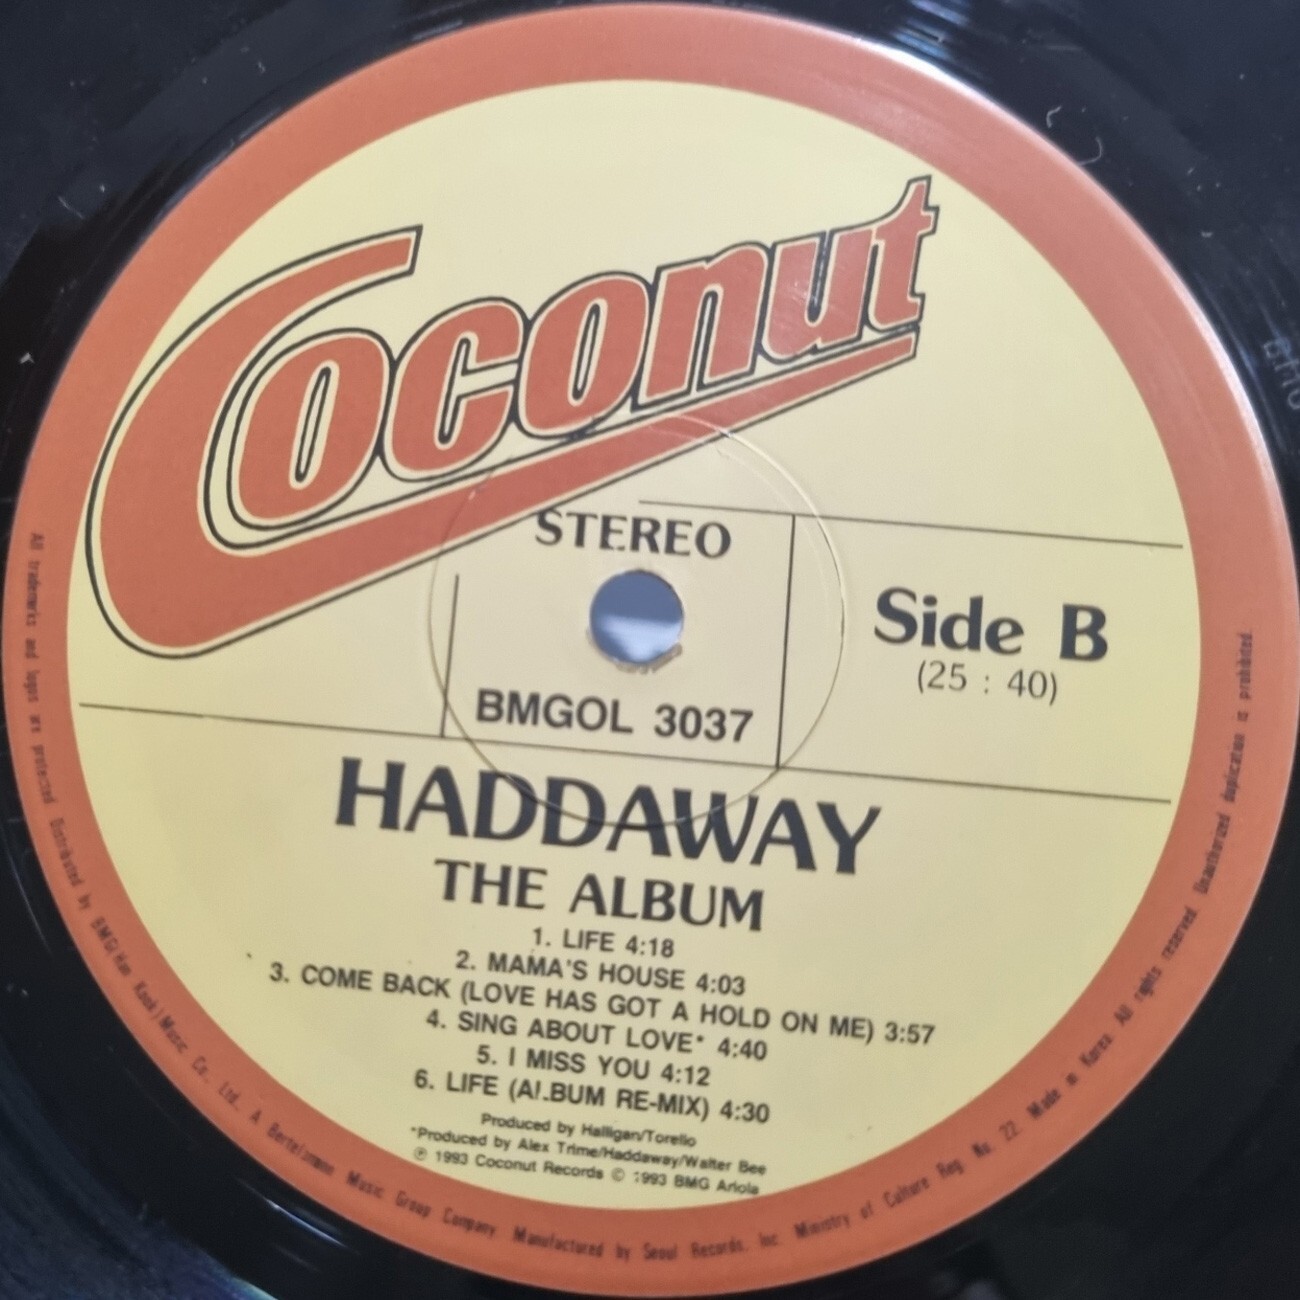 Coconut
STEREO
Side B
(25 : 40)
BMGOL 3037
HADDAWAY
THE ALBUM
1. LIFE 4:18
2. MAMA'S HOUSE 4:03
3. COME BACK (LOVE HAS GOT A HOLD ON ME) 3:57
4. SING ABOUT LOVE* 4:40
5. I MISS YOU 4:12
6. LIFE (ALBUM RE-MIX) 4:30
Produced by Halligan/Torello
*Produced by Alex Trime/Haddaway/Walter Bee
℗ 1993 Coconut Records © 1993 BMG Ariola
All trademarks and logos are protected Distributed by BMG(Han Kook) Music Co., Ltd. A Bertelsmann Music Group Company Manufactured by Seoul Records. Inc Ministry of Culture Reg. No. 22 Made in Korea. All rights reserved. Unauthorized duplication is prohibited.